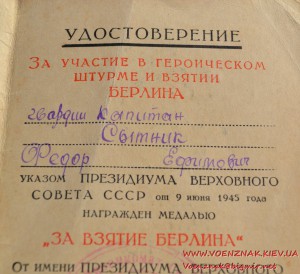 УДОСТОВЕРЕНИЕ
ЗА УЧАСТИЕ В ГЕРОИЧЕСКОМ
ШТУРМЕ И ВЗЯТИИ
БЕРЛИНА
гвардии Капитан
Сытник
Федор Ефимович
УКАЗОМ ПРЕЗИДИУМА ВЕРХОВНОГО
СОВЕТА СССР от 9 июня 1945 года
НАГРАЖДЕН МЕДАЛЬЮ
„ЗА ВЗЯТИЕ БЕРЛИНА“
WWW.VOENZNAK.KIEV.UA
От имени ПРЕЗИДИУМА ВЕРХОВНОГО